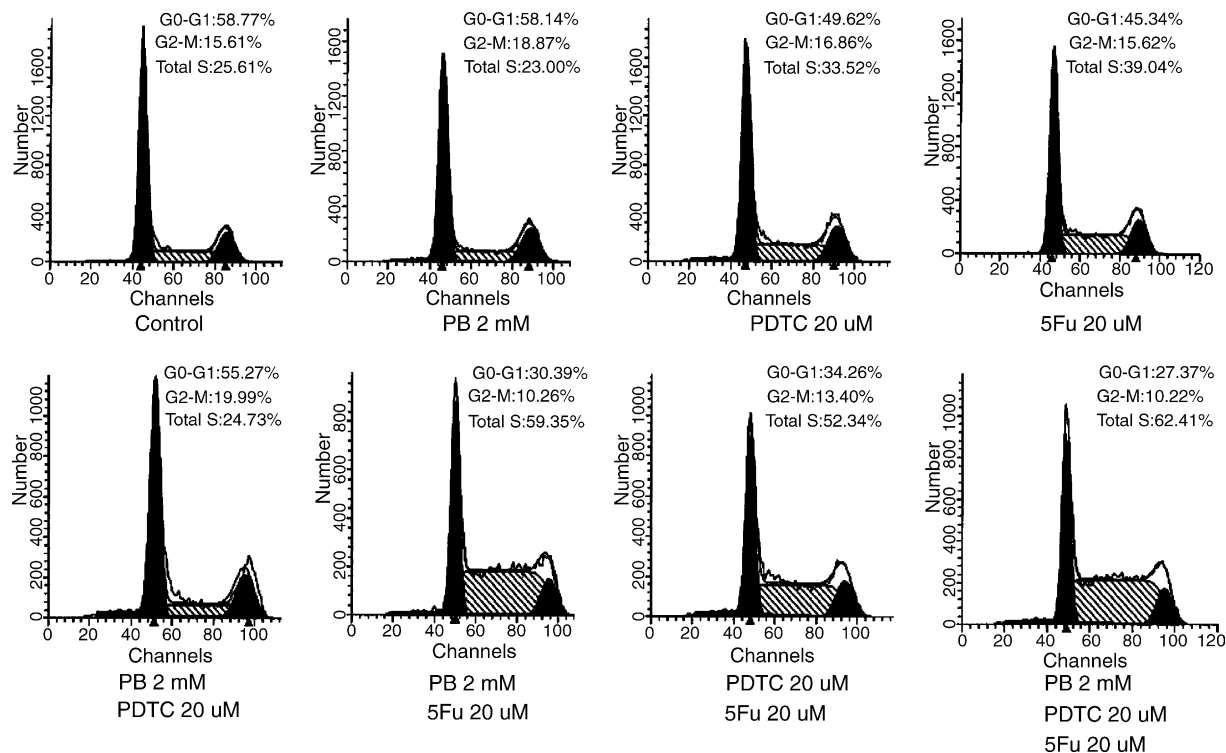 G0-G1:58.77%
G2-M:15.61%
Total S:25.61%
Number
0 400 800 1200 1600
0 20 40 60 80 100
Channels
Control
G0-G1:58.14%
G2-M:18.87%
Total S:23.00%
Number
0 400 800 1200 1600
0 20 40 60 80 100
Channels
PB 2 mM
G0-G1:49.62%
G2-M:16.86%
Total S:33.52%
Number
0 400 800 1200 1600
0 20 40 60 80 100
Channels
PDTC 20 uM
G0-G1:45.34%
G2-M:15.62%
Total S:39.04%
Number
0 400 800 1200 1600
0 20 40 60 80 100 120
Channels
5Fu 20 uM
G0-G1:55.27%
G2-M:19.99%
Total S:24.73%
Number
0 200 400 600 800 1000
0 20 40 60 80 100
Channels
PB 2 mM
PDTC 20 uM
G0-G1:30.39%
G2-M:10.26%
Total S:59.35%
Number
0 200 400 600 800
0 20 40 60 80 100
Channels
PB 2 mM
5Fu 20 uM
G0-G1:34.26%
G2-M:13.40%
Total S:52.34%
Number
0 200 400 600 800 1000
0 20 40 60 80 100
Channels
PDTC 20 uM
5Fu 20 uM
G0-G1:27.37%
G2-M:10.22%
Total S:62.41%
Number
0 200 400 600 800 1000
0 20 40 60 80 100 120
Channels
PB 2 mM
PDTC 20 uM
5Fu 20 uM